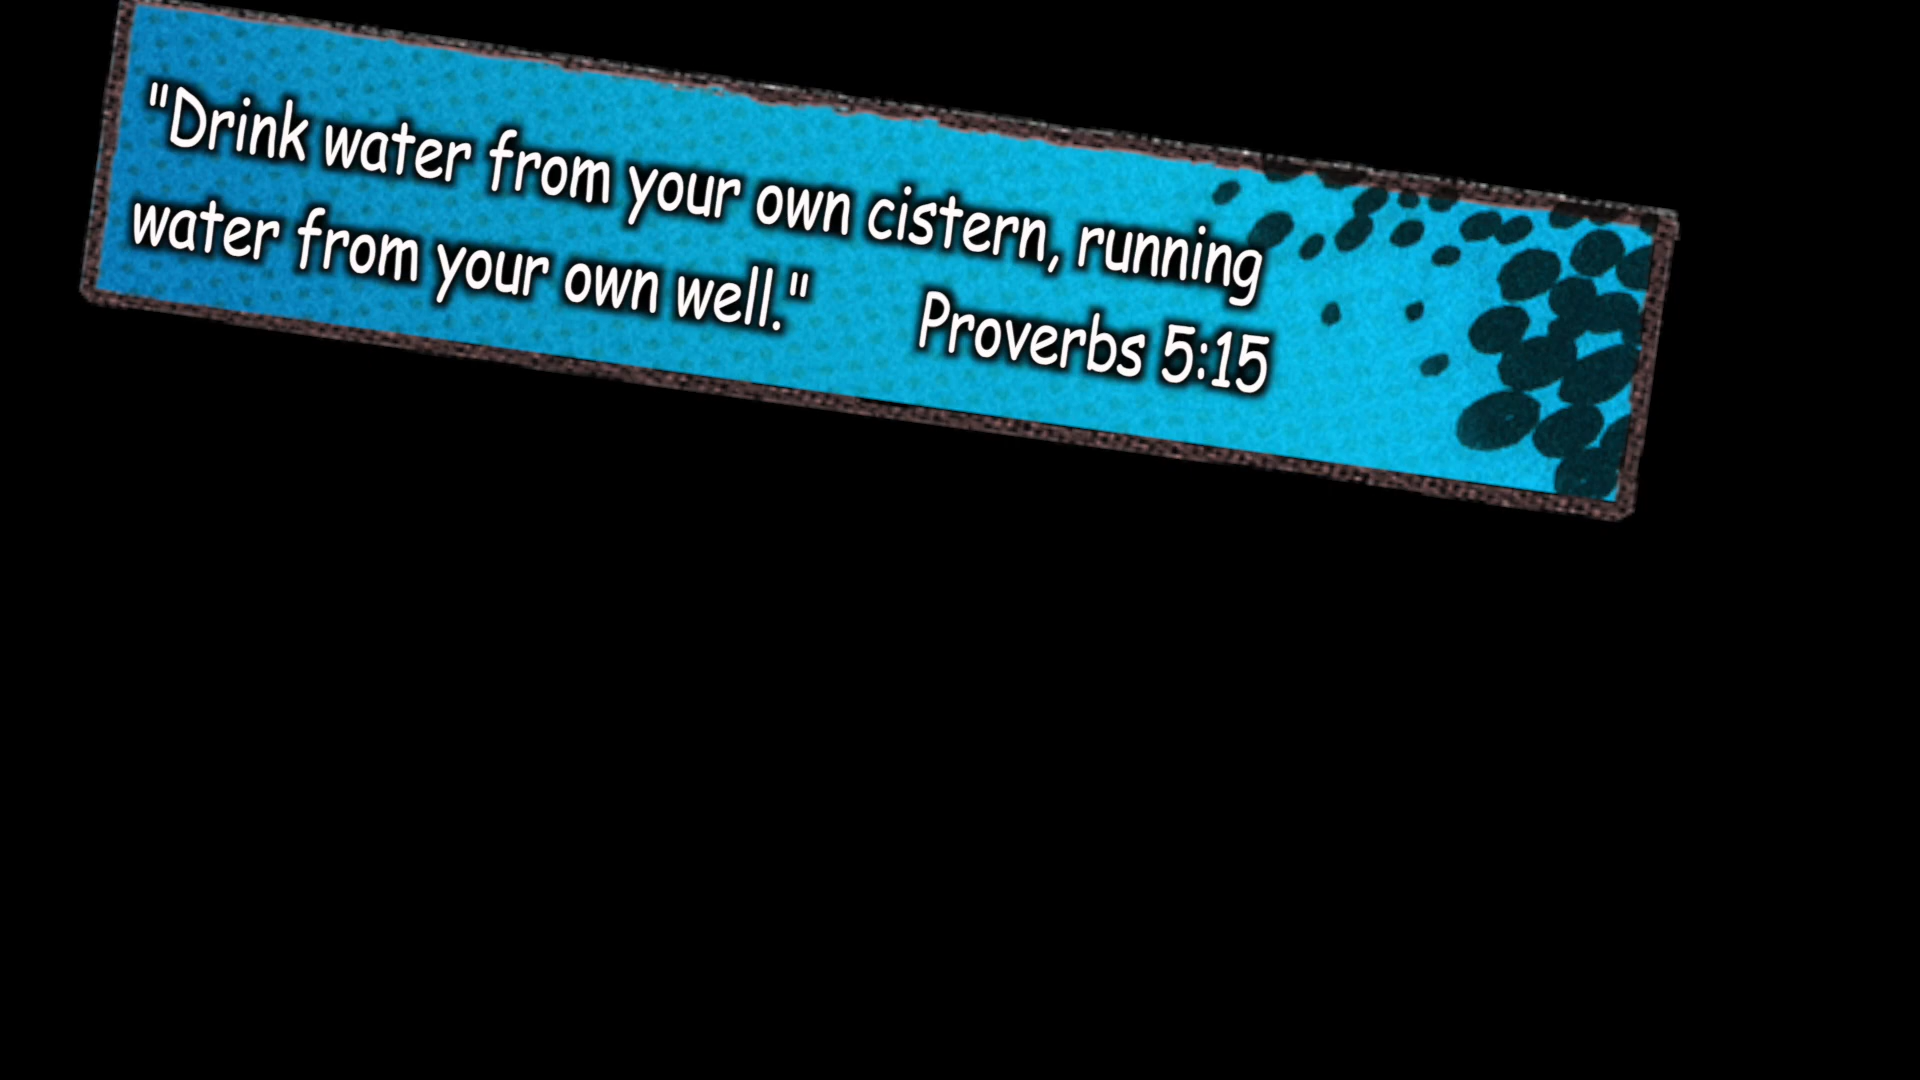 "Drink water from your own cistern, running
water from your own well."
Proverbs 5:15